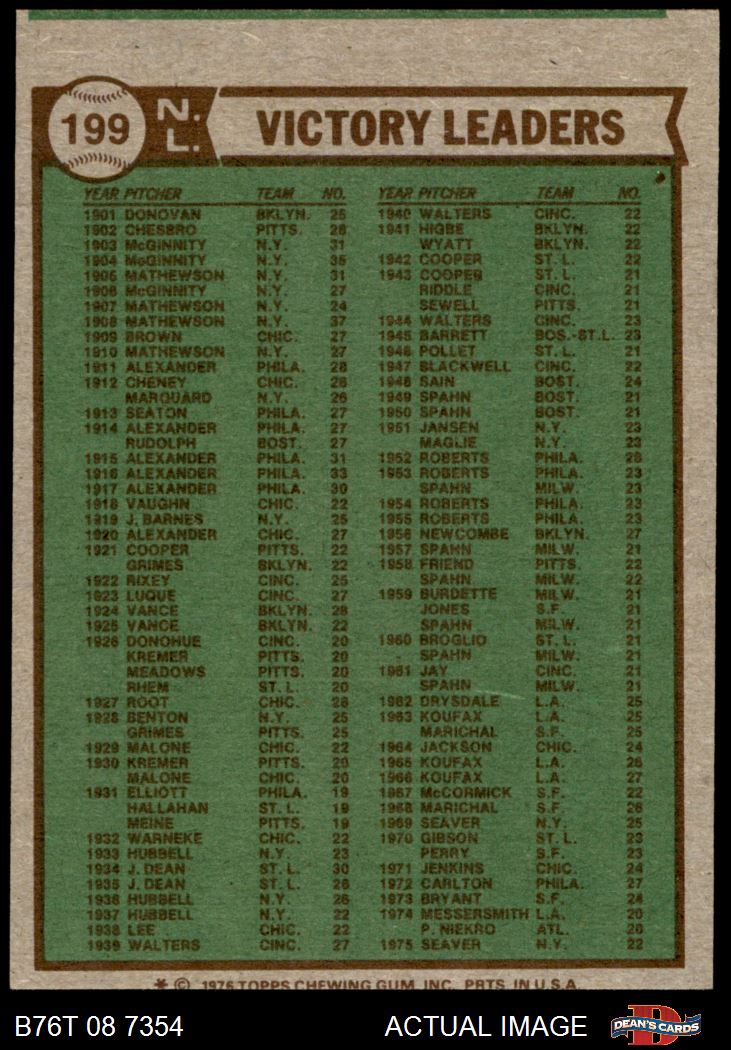 199 N.L. VICTORY LEADERS
YEAR PITCHER TEAM NO.
1901 DONOVAN BKLYN. 25
1902 CHESBRO PITTS. 28
1903 McGINNITY N.Y. 31
1904 McGINNITY N.Y. 35
1905 MATHEWSON N.Y. 31
1906 McGINNITY N.Y. 27
1907 MATHEWSON N.Y. 24
1908 MATHEWSON N.Y. 37
1909 BROWN CHIC. 27
1910 MATHEWSON N.Y. 27
1911 ALEXANDER PHILA. 28
1912 CHENEY CHIC. 26
MARQUARD N.Y. 26
1913 SEATON PHILA. 27
1914 ALEXANDER PHILA. 27
RUDOLPH BOST. 27
1915 ALEXANDER PHILA. 31
1916 ALEXANDER PHILA. 33
1917 ALEXANDER PHILA. 30
1918 VAUGHN CHIC. 22
1919 J. BARNES N.Y. 25
1920 ALEXANDER CHIC. 27
1921 COOPER PITTS. 22
GRIMES BKLYN. 22
1922 RIXEY CINC. 25
1923 LUQUE CINC. 27
1924 VANCE BKLYN. 28
1925 VANCE BKLYN. 22
1926 DONOHUE CINC. 20
KREMER PITTS. 20
MEADOWS PITTS. 20
RHEM ST. L. 20
1927 ROOT CHIC. 26
1928 BENTON N.Y. 25
GRIMES PITTS. 25
1929 MALONE CHIC. 22
1930 KREMER PITTS. 20
MALONE CHIC. 20
1931 ELLIOTT PHILA. 19
HALLAHAN ST. L. 19
MEINE PITTS. 19
1932 WARNEKE CHIC. 22
1933 HUBBELL N.Y. 23
1934 J. DEAN ST. L. 30
1935 J. DEAN ST. L. 28
1936 HUBBELL N.Y. 26
1937 HUBBELL N.Y. 22
1938 LEE CHIC. 22
1939 WALTERS CINC. 27
YEAR PITCHER TEAM NO.
1940 WALTERS CINC. 22
1941 HIGBE BKLYN. 22
WYATT BKLYN. 22
1942 COOPER ST. L. 22
1943 COOPER ST. L. 21
RIDDLE CINC. 21
SEWELL PITTS. 21
1944 WALTERS CINC. 23
1945 BARRETT BOS.-ST.L. 23
1946 POLLET ST. L. 21
1947 BLACKWELL CINC. 22
1948 SAIN BOST. 24
1949 SPAHN BOST. 21
1950 SPAHN BOST. 21
1951 JANSEN N.Y. 23
MAGLIE N.Y. 23
1952 ROBERTS PHILA. 28
1953 ROBERTS PHILA. 23
SPAHN MILW. 23
1954 ROBERTS PHILA. 23
1955 ROBERTS PHILA. 23
1956 NEWCOMBE BKLYN. 27
1957 SPAHN MILW. 21
1958 FRIEND PITTS. 22
SPAHN MILW. 22
1959 BURDETTE MILW. 21
JONES S.F. 21
SPAHN MILW. 21
1960 BROGLIO ST. L. 21
SPAHN MILW. 21
1961 JAY CINC. 21
SPAHN MILW. 21
1962 DRYSDALE L.A. 25
1963 KOUFAX L.A. 25
MARICHAL S.F. 25
1964 JACKSON CHIC. 24
1965 KOUFAX L.A. 26
1966 KOUFAX L.A. 27
1967 McCORMICK S.F. 22
1968 MARICHAL S.F. 26
1969 SEAVER N.Y. 25
1970 GIBSON ST. L. 23
PERRY S.F. 23
1971 JENKINS CHIC. 24
1972 CARLTON PHILA. 27
1973 BRYANT S.F. 24
1974 MESSERSMITH L.A. 20
P. NIEKRO ATL. 20
1975 SEAVER N.Y. 22
* © 1976 TOPPS CHEWING GUM, INC. PRTS. IN U.S.A.
B76T 08 7354 ACTUAL IMAGE DEAN'S CARDS